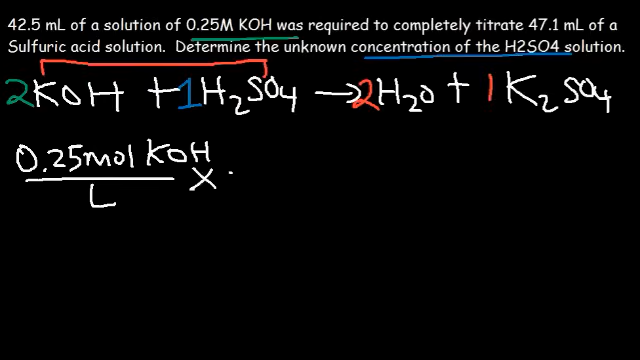 42.5 mL of a solution of 0.25M KOH was required to completely titrate 47.1 mL of a
Sulfuric acid solution. Determine the unknown concentration of the H2SO4 solution.
2KOH + 1H₂SO₄ → 2H₂O + 1K₂SO₄
0.25mol KOH
L X